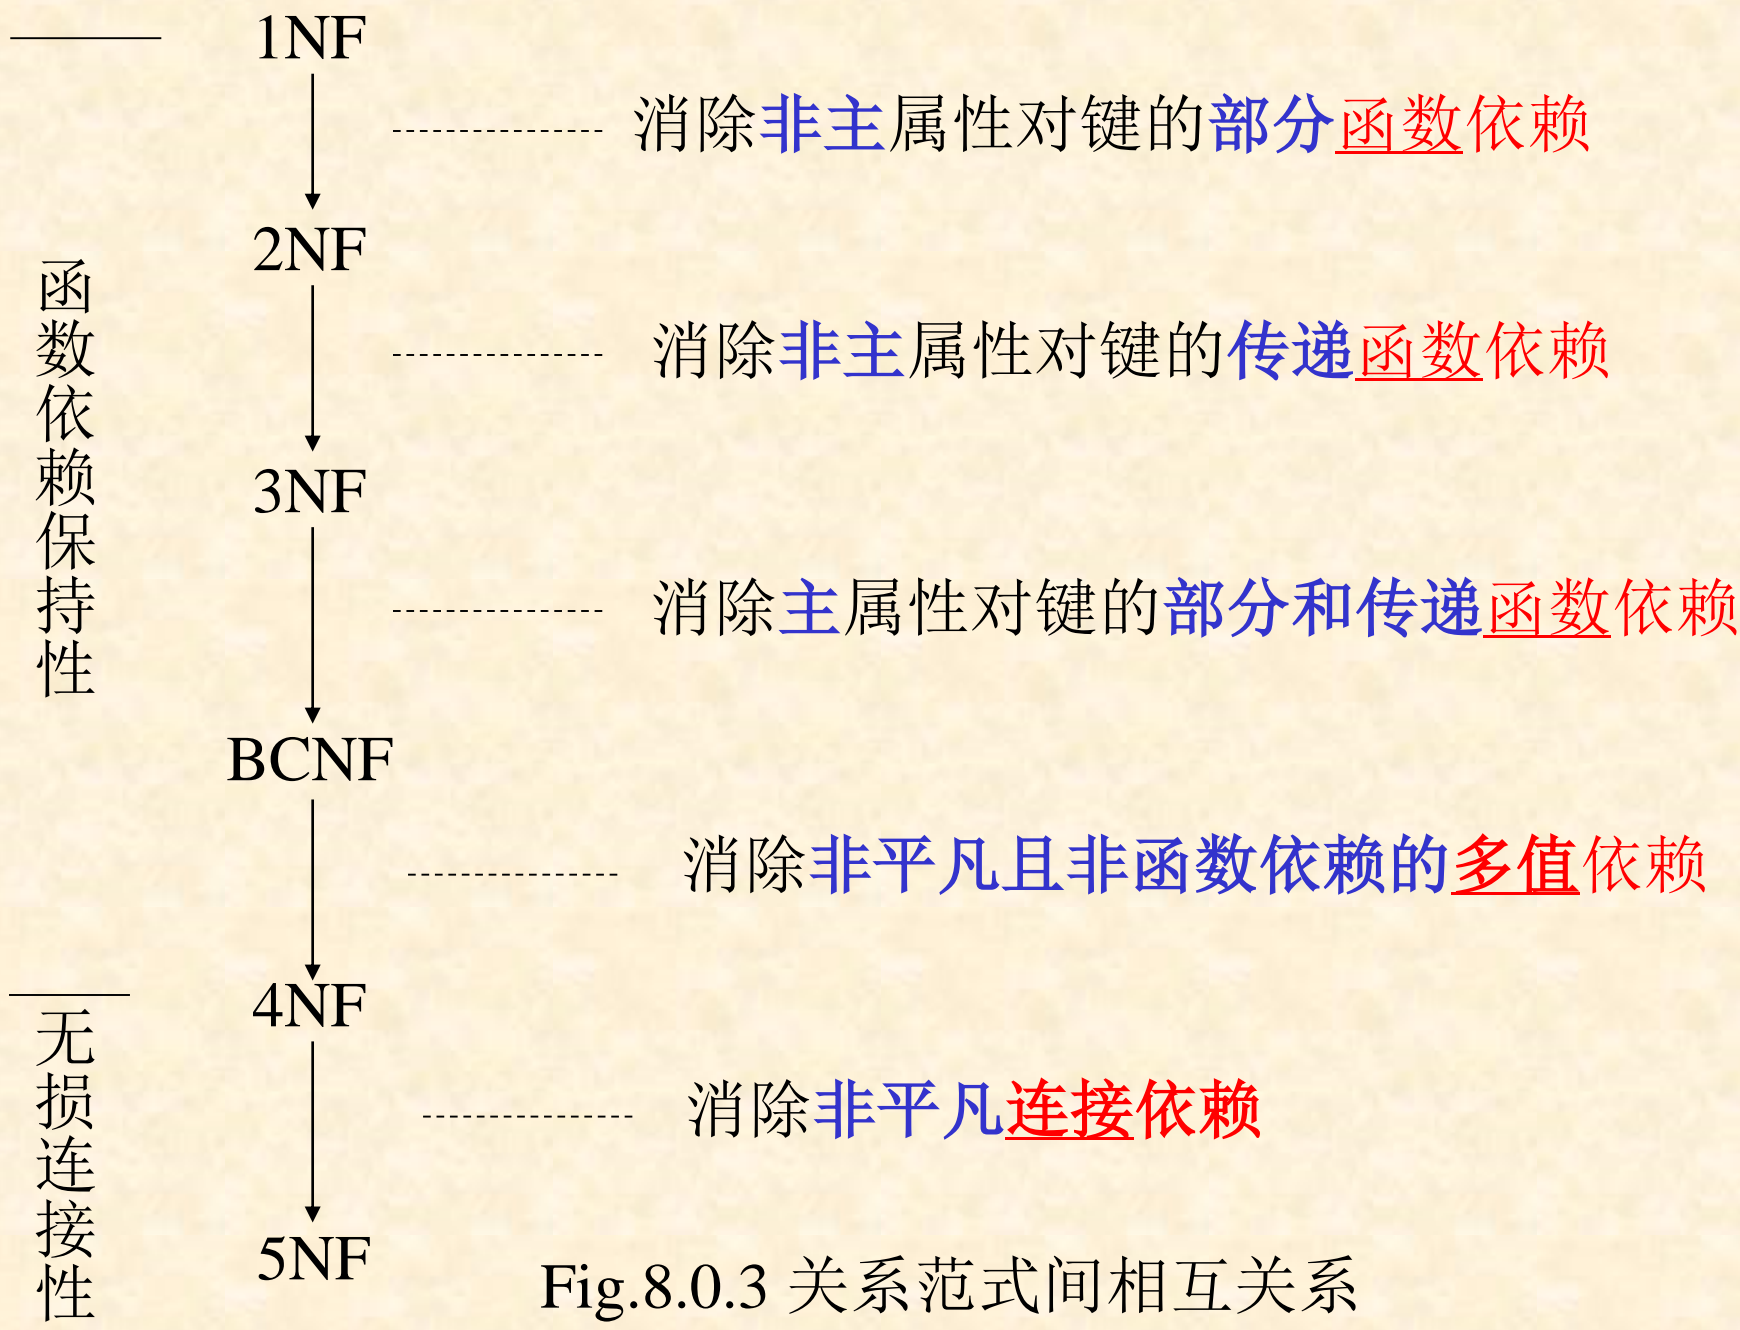 1NF
消除非主属性对键的部分函数依赖
2NF
消除非主属性对键的传递函数依赖
3NF
消除主属性对键的部分和传递函数依赖
BCNF
消除非平凡且非函数依赖的多值依赖
4NF
消除非平凡连接依赖
5NF
函数依赖保持性
无损连接性
Fig.8.0.3 关系范式间相互关系